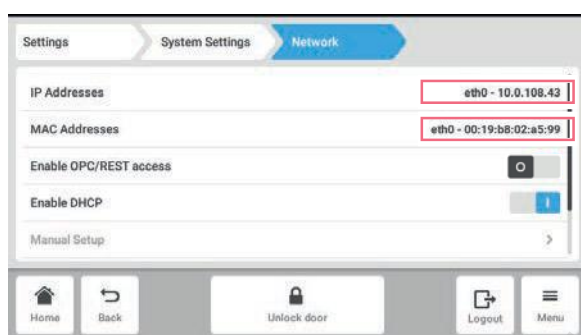 Settings System Settings Network
IP Addresses eth0 - 10.0.108.43
MAC Addresses eth0 - 00:19:b8:02:a5:99
Enable OPC/REST access
Enable DHCP
Manual Setup
Home Back Unlock door Logout Menu